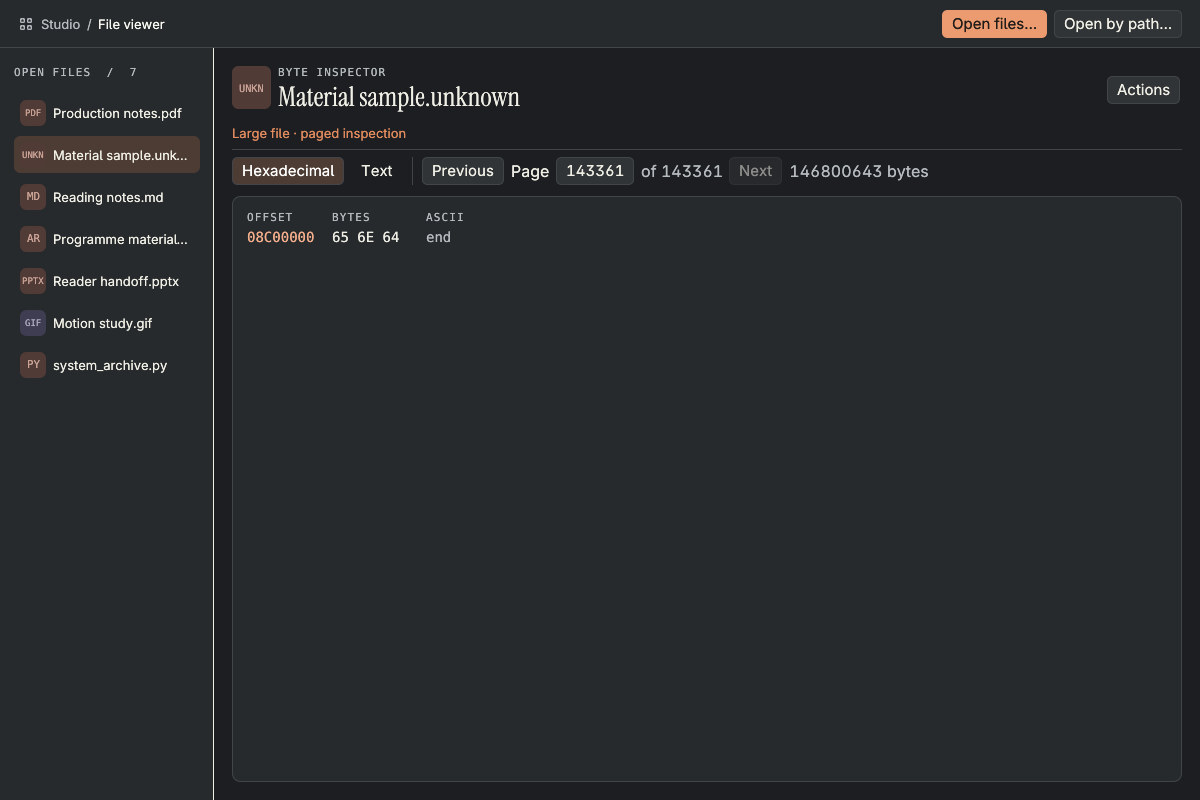 Studio / File viewer
Open files...
Open by path...
OPEN FILES / 7
PDF Production notes.pdf
UNKN Material sample.unk...
MD Reading notes.md
AR Programme material...
PPTX Reader handoff.pptx
GIF Motion study.gif
PY system_archive.py
UNKN
BYTE INSPECTOR
Material sample.unknown
Actions
Large file · paged inspection
Hexadecimal Text Previous Page 143361 of 143361 Next 146800643 bytes
OFFSET BYTES ASCII
08C00000 65 6E 64 end